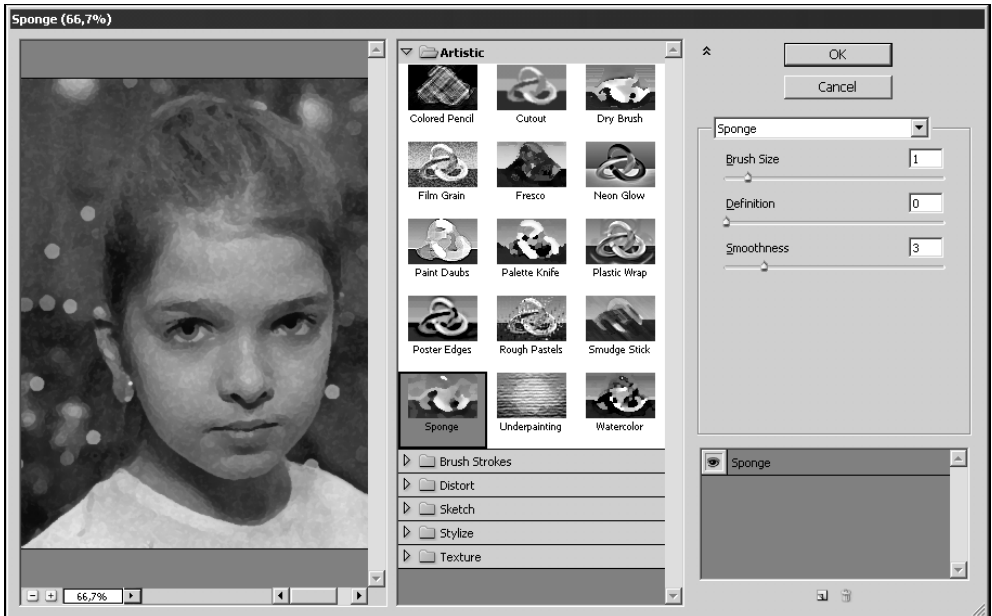 Sponge (66,7%)
Artistic
Colored Pencil
Cutout
Dry Brush
Film Grain
Fresco
Neon Glow
Paint Daubs
Palette Knife
Plastic Wrap
Poster Edges
Rough Pastels
Smudge Stick
Sponge
Underpainting
Watercolor
Brush Strokes
Distort
Sketch
Stylize
Texture
66,7%
OK
Cancel
Sponge
Brush Size 1
Definition 0
Smoothness 3
Sponge